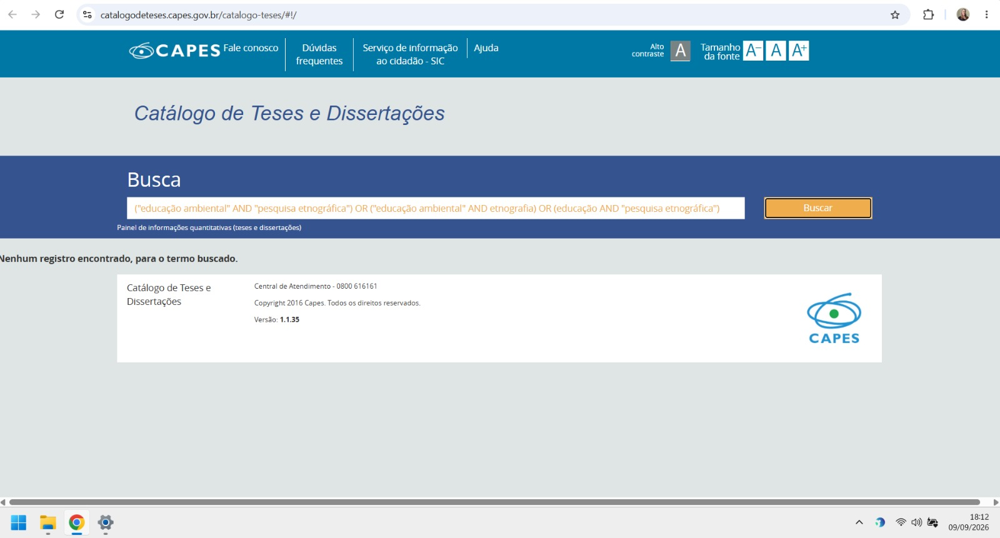 catalogodeteses.capes.gov.br/catalogo-teses/#!/
CAPES
Fale conosco
Dúvidas
frequentes
Serviço de informação
ao cidadão - SIC
Ajuda
Alto
contraste
A
Tamanho
da fonte
A−
A
A+
Catálogo de Teses e Dissertações
Busca
("educação ambiental" AND "pesquisa etnográfica") OR ("educação ambiental" AND etnografia) OR (educação AND "pesquisa etnográfica")
Buscar
Painel de informações quantitativas (teses e dissertações)
Nenhum registro encontrado, para o termo buscado.
Catálogo de Teses e
Dissertações
Central de Atendimento - 0800 616161
Copyright 2016 Capes. Todos os direitos reservados.
Versão: 1.1.35
CAPES
18:12
09/09/2026